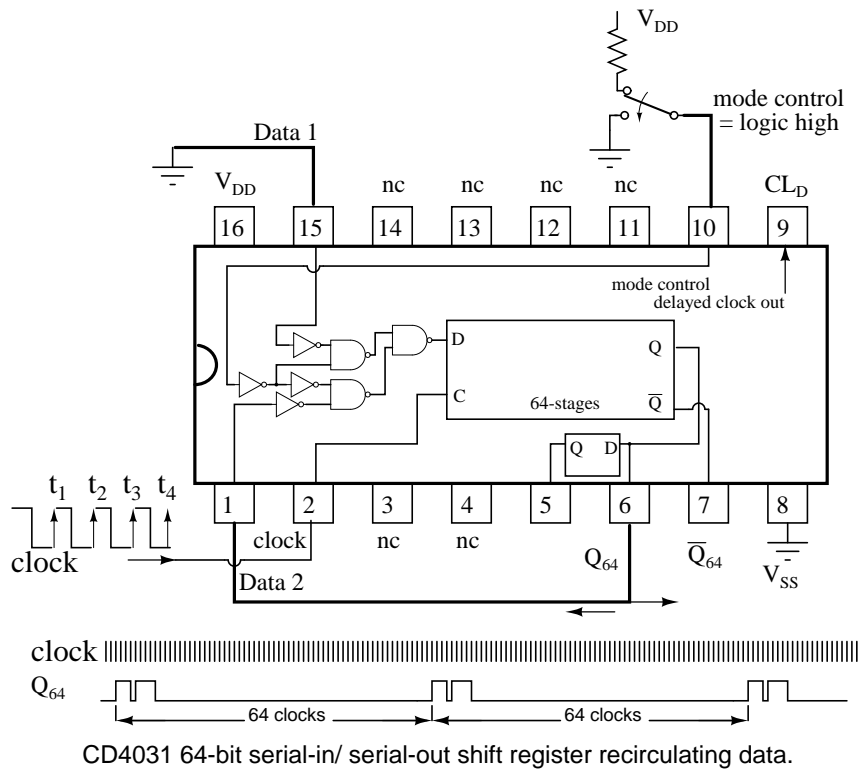 V_DD
mode control
= logic high
Data 1
V_DD
nc
nc
nc
nc
CL_D
16
15
14
13
12
11
10
9
mode control
delayed clock out
D
Q
C
64-stages
Q̅
Q
D
t_1
t_2
t_3
t_4
1
2
3
4
5
6
7
8
clock
clock
nc
nc
Q_64
Q̅_64
V_SS
Data 2
clock
Q_64
64 clocks
64 clocks
CD4031 64-bit serial-in/ serial-out shift register recirculating data.